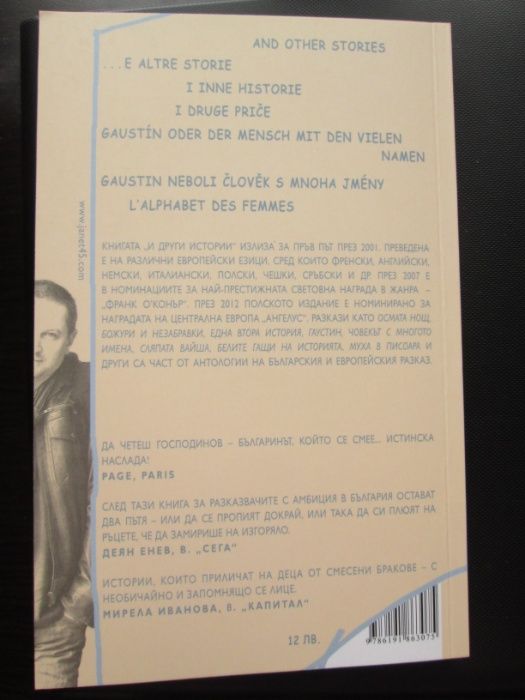 AND OTHER STORIES
...E ALTRE STORIE
I INNE HISTORIE
I DRUGE PRIČE
GAUSTÍN ODER DER MENSCH MIT DEN VIELEN
NAMEN
GAUSTIN NEBOLI ČLOVĚK S MNOHA JMÉNY
L'ALPHABET DES FEMMES
www.janet45.com
КНИГАТА „И ДРУГИ ИСТОРИИ" ИЗЛИЗА ЗА ПРЪВ ПЪТ ПРЕЗ 2001. ПРЕВЕДЕНА
Е НА РАЗЛИЧНИ ЕВРОПЕЙСКИ ЕЗИЦИ, СРЕД КОИТО ФРЕНСКИ, АНГЛИЙСКИ,
НЕМСКИ, ИТАЛИАНСКИ, ПОЛСКИ, ЧЕШКИ, СРЪБСКИ И ДР. ПРЕЗ 2007 Е
В НОМИНАЦИИТЕ ЗА НАЙ-ПРЕСТИЖНАТА СВЕТОВНА НАГРАДА В ЖАНРА –
„ФРАНК О'КОНЪР". ПРЕЗ 2012 ПОЛСКОТО ИЗДАНИЕ Е НОМИНИРАНО ЗА
НАГРАДАТА НА ЦЕНТРАЛНА ЕВРОПА „АНГЕЛУС". РАЗКАЗИ КАТО ОСМАТА НОЩ,
БОЖУРИ И НЕЗАБРАВКИ, ЕДНА ВТОРА ИСТОРИЯ, ГАУСТИН, ЧОВЕКЪТ С МНОГОТО
ИМЕНА, СЛЯПАТА ВАЙША, БЕЛИТЕ ГАЩИ НА ИСТОРИЯТА, МУХА В ПИСОАРА И
ДРУГИ СА ЧАСТ ОТ АНТОЛОГИИ НА БЪЛГАРСКИЯ И ЕВРОПЕЙСКИЯ РАЗКАЗ.
ДА ЧЕТЕШ ГОСПОДИНОВ – БЪЛГАРИНЪТ, КОЙТО СЕ СМЕЕ... ИСТИНСКА
НАСЛАДА!
PAGE, PARIS
СЛЕД ТАЗИ КНИГА ЗА РАЗКАЗВАЧИТЕ С АМБИЦИЯ В БЪЛГАРИЯ ОСТАВАТ
ДВА ПЪТЯ – ИЛИ ДА СЕ ПРОПИЯТ ДОКРАЙ, ИЛИ ТАКА ДА СИ ПЛЮЯТ НА
РЪЦЕТЕ, ЧЕ ДА ЗАМИРИШЕ НА ИЗГОРЯЛО.
ДЕЯН ЕНЕВ, В. „СЕГА"
ИСТОРИИ, КОИТО ПРИЛИЧАТ НА ДЕЦА ОТ СМЕСЕНИ БРАКОВЕ – С
НЕОБИЧАЙНО И ЗАПОМНЯЩО СЕ ЛИЦЕ.
МИРЕЛА ИВАНОВА, В. „КАПИТАЛ"
12 ЛВ.
9 786191 863075